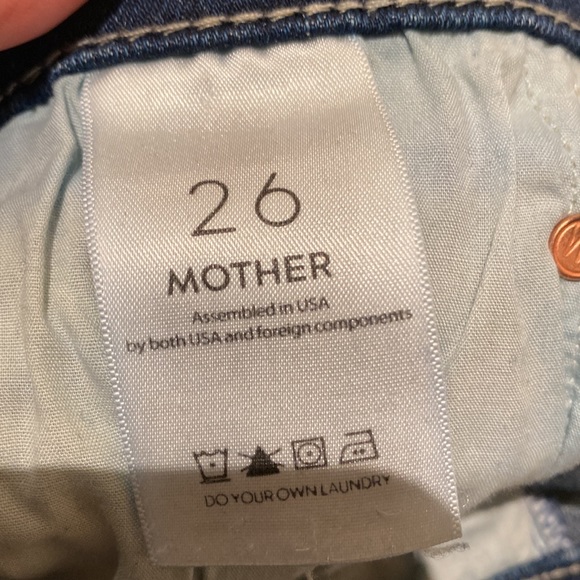 26
MOTHER
Assembled in USA
by both USA and foreign components
DO YOUR OWN LAUNDRY